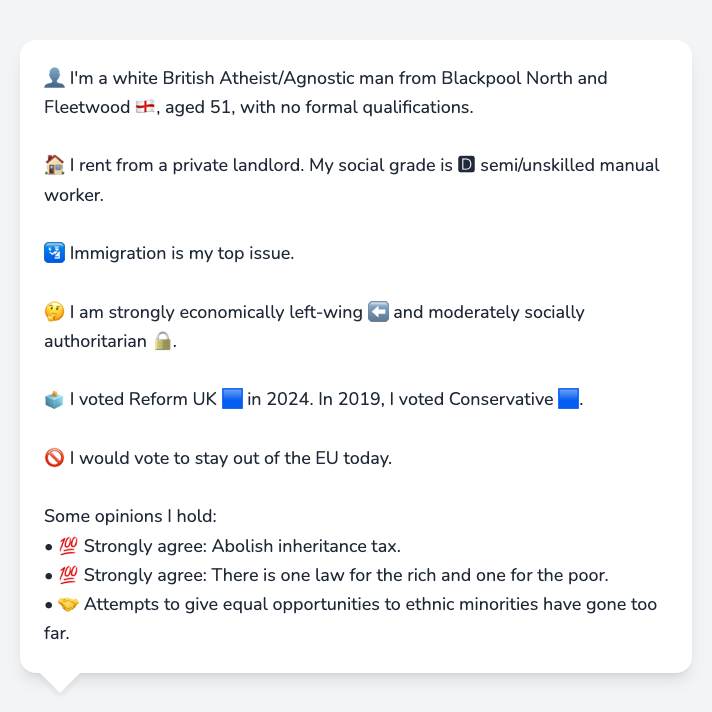 👤 I'm a white British Atheist/Agnostic man from Blackpool North and
Fleetwood 🏴󠁧󠁢󠁥󠁮󠁧󠁿, aged 51, with no formal qualifications.
🏠 I rent from a private landlord. My social grade is 🅳 semi/unskilled manual
worker.
🛂 Immigration is my top issue.
🤔 I am strongly economically left-wing ⬅️ and moderately socially
authoritarian 🔒.
🗳️ I voted Reform UK 🟦 in 2024. In 2019, I voted Conservative 🟦.
🚫 I would vote to stay out of the EU today.
Some opinions I hold:
• 💯 Strongly agree: Abolish inheritance tax.
• 💯 Strongly agree: There is one law for the rich and one for the poor.
• 🤝 Attempts to give equal opportunities to ethnic minorities have gone too
far.